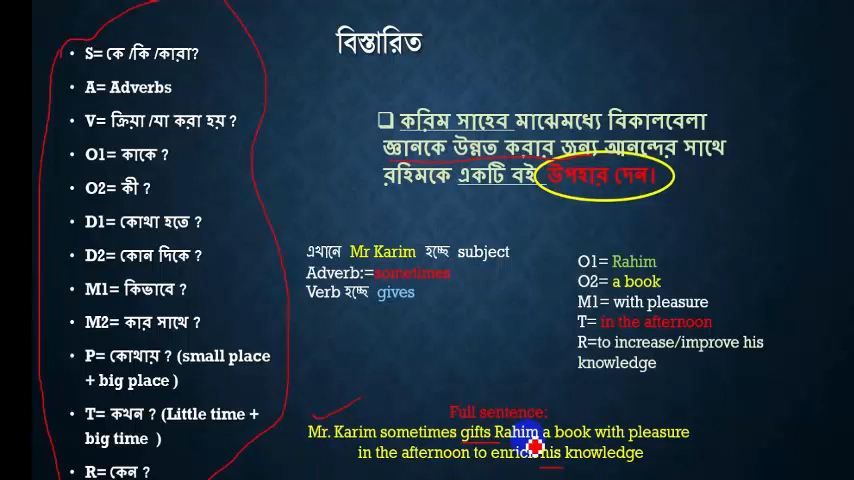 বিস্তারিত
• S= কে /কি /কারা?
• A= Adverbs
• V= ক্রিয়া /যা করা হয় ?
• O1= কাকে ?
• O2= কী ?
• D1= কোথা হতে ?
• D2= কোন দিকে ?
• M1= কিভাবে ?
• M2= কার সাথে ?
• P= কোথায় ? (small place
+ big place )
• T= কখন ? (Little time +
big time )
• R= কেন ?
❑ করিম সাহেব মাঝেমধ্যে বিকালবেলা
জ্ঞানকে উন্নত করার জন্য আনন্দের সাথে
রহিমকে একটি বই উপহার দেন।
এখানে Mr Karim হচ্ছে subject
Adverb:=sometimes
Verb হচ্ছে gives
O1= Rahim
O2= a book
M1= with pleasure
T= in the afternoon
R=to increase/improve his
knowledge
Full sentence:
Mr. Karim sometimes gifts Rahim a book with pleasure
in the afternoon to enrich his knowledge